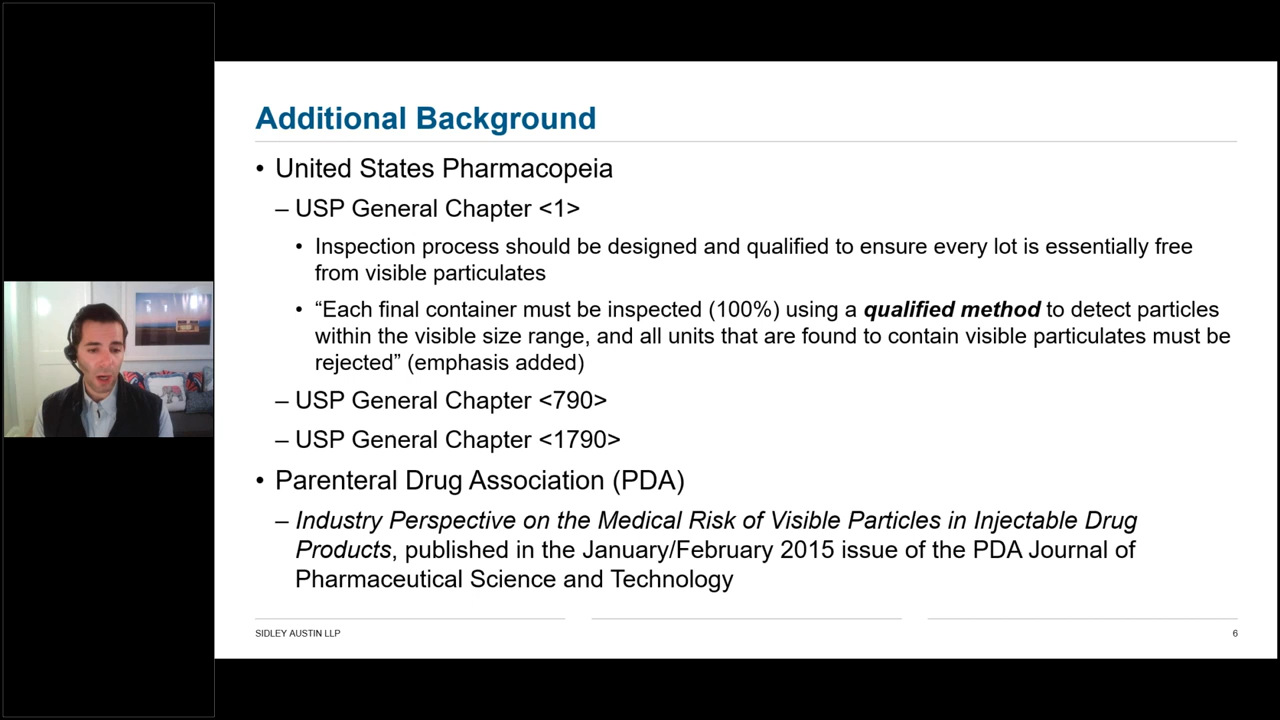 Additional Background
• United States Pharmacopeia
– USP General Chapter <1>
• Inspection process should be designed and qualified to ensure every lot is essentially free
from visible particulates
• “Each final container must be inspected (100%) using a qualified method to detect particles
within the visible size range, and all units that are found to contain visible particulates must be
rejected” (emphasis added)
– USP General Chapter <790>
– USP General Chapter <1790>
• Parenteral Drug Association (PDA)
– Industry Perspective on the Medical Risk of Visible Particles in Injectable Drug
Products, published in the January/February 2015 issue of the PDA Journal of
Pharmaceutical Science and Technology
SIDLEY AUSTIN LLP
6